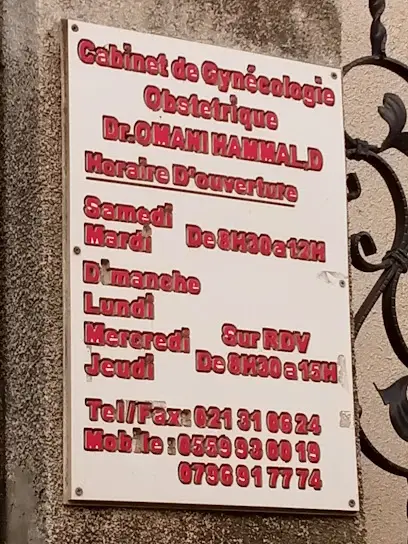 Cabinet de Gynécologie
Obstetrique
Dr.OMANI HAMMAL.D
Horaire D'ouverture
Samedi
Mardi De 8H30 a 12H
Dimanche
Lundi
Mercredi Sur RDV
Jeudi De 8H30 a 15H
Tel/Fax: 021 31 06 24
Mobile : 0559 93 00 19
0796 91 77 74